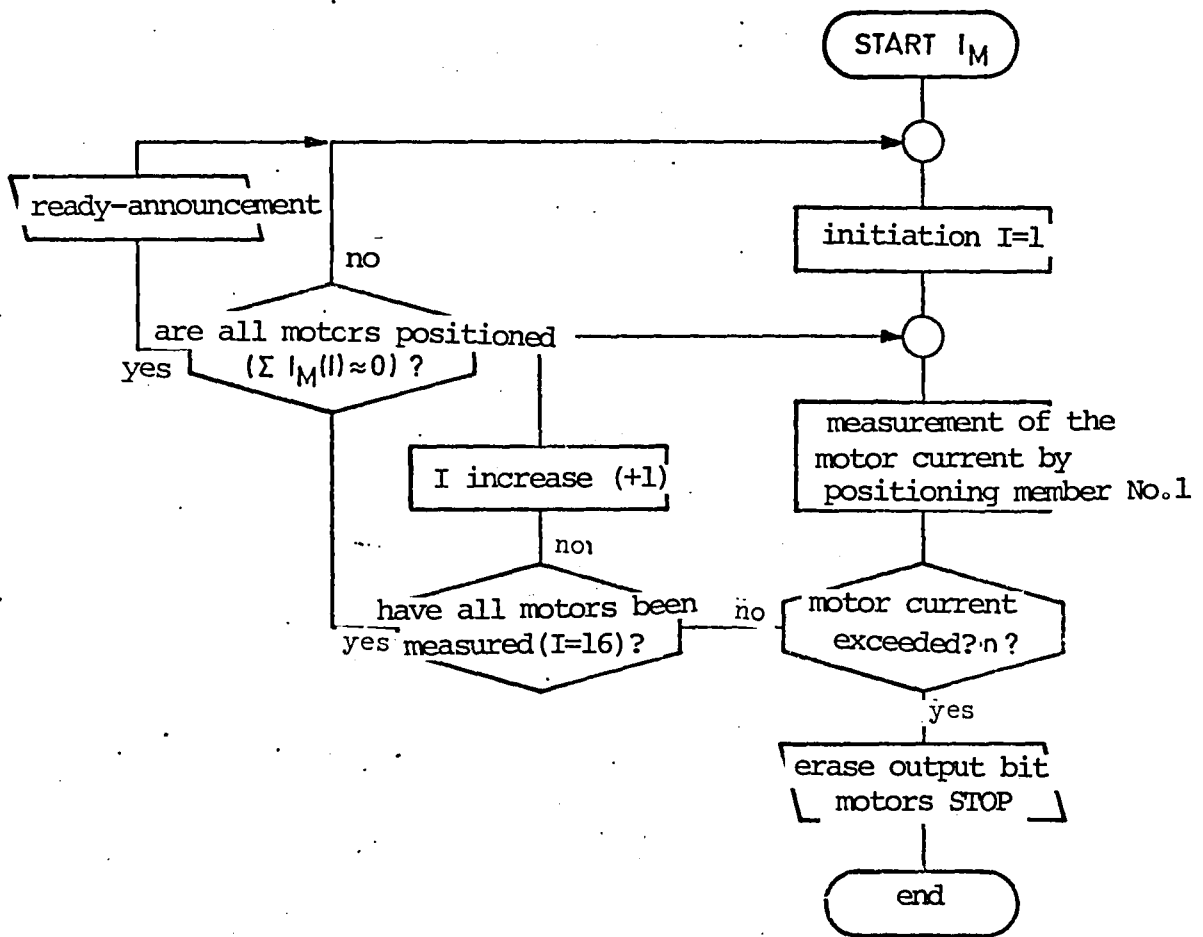 START I_M
ready-announcement
initiation I=1
no
are all motors positioned
(Σ I_M(I)≈0) ?
yes
measurement of the
motor current by
positioning member No.1
I increase (+1)
no
have all motors been
measured(I=16)?
yes
no
motor current
exceeded? n ?
yes
erase output bit
motors STOP
end